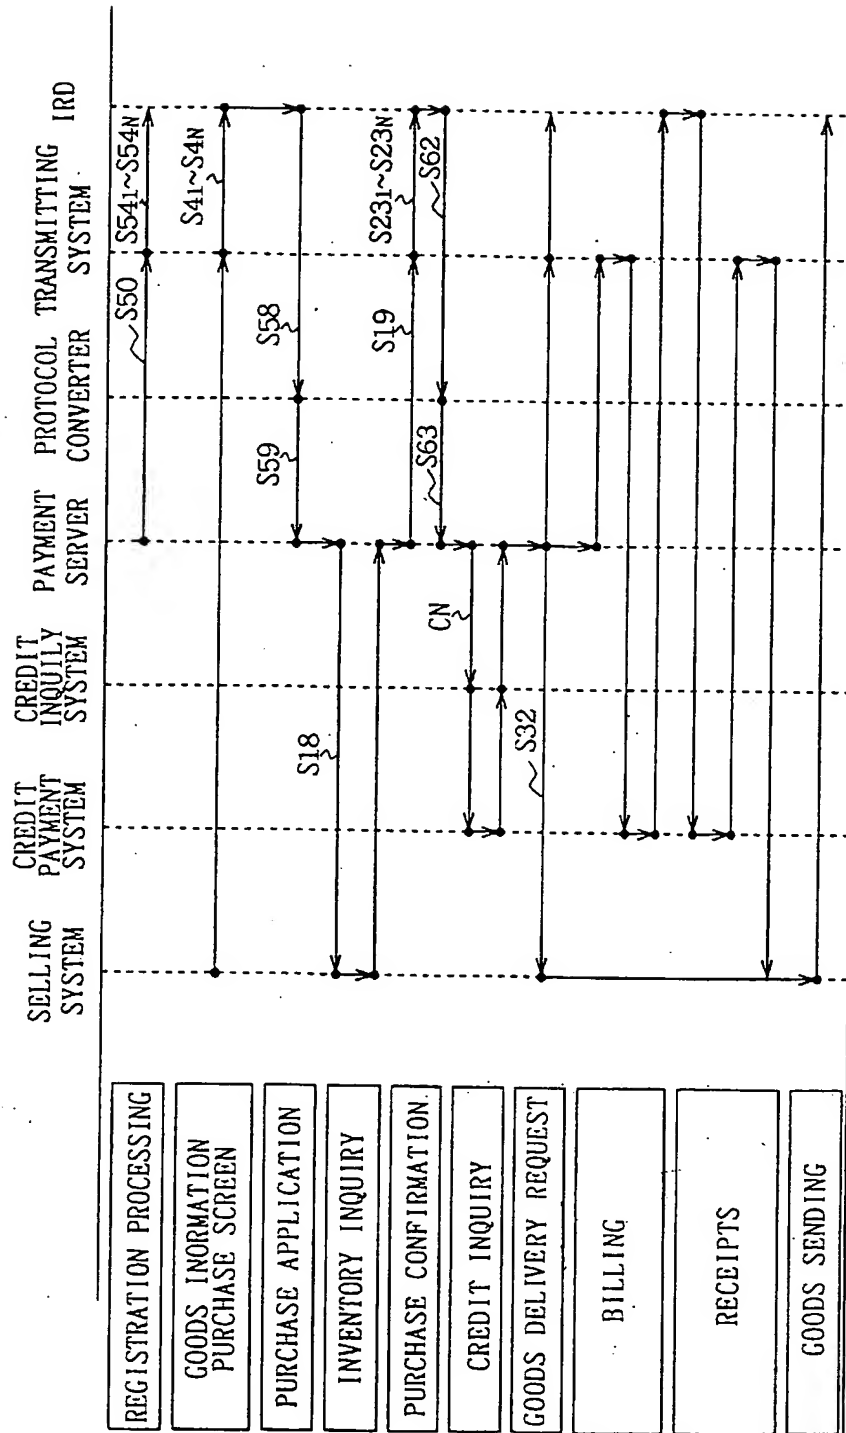 SELLING
SYSTEM
CREDIT
PAYMENT
SYSTEM
CREDIT
INQUILY
SYSTEM
PAYMENT
SERVER
PROTOCOL
CONVERTER
TRANSMITTING
SYSTEM
IRD
REGISTRATION PROCESSING
S50
S541~S54N
GOODS INORMATION
PURCHASE SCREEN
S41~S4N
PURCHASE APPLICATION
S59
S58
INVENTORY INQUIRY
S18
PURCHASE CONFIRMATION
S19
S231~S23N
S63
S62
CREDIT INQUIRY
CN
GOODS DELIVERY REQUEST
S32
BILLING
RECEIPTS
GOODS SENDING